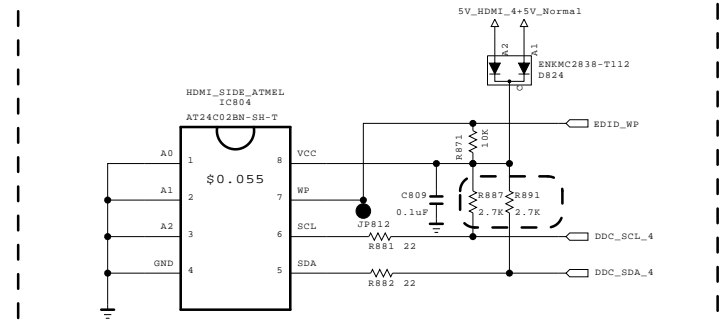 5V_HDMI_4+5V_Normal
A2
A1
ENKMC2838-T112
D824
C
HDMI_SIDE_ATMEL
IC804
AT24C02BN-SH-T
EDID_WP
R871
10K
A0
1
8
VCC
$0.055
A1
2
7
WP
C809
0.1uF
R887
R891
2.7K
2.7K
JP812
A2
3
6
SCL
R881 22
DDC_SCL_4
GND
4
5
SDA
R882 22
DDC_SDA_4